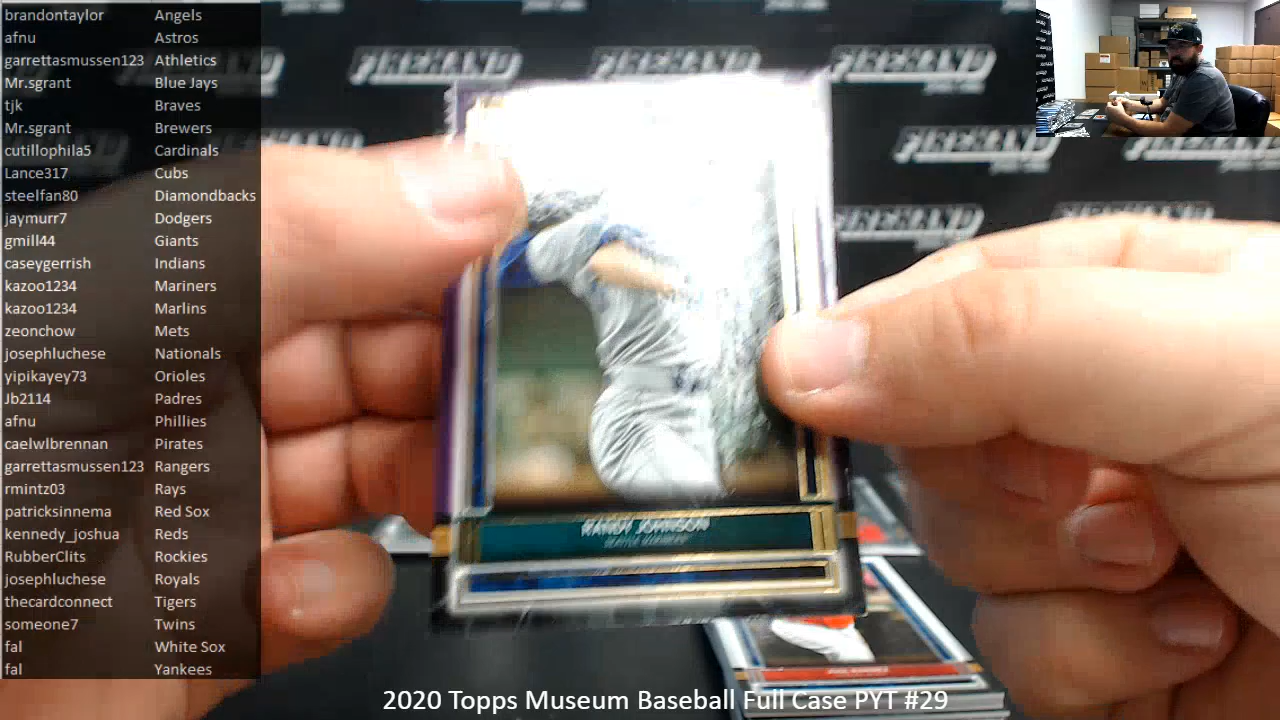 brandontaylor Angels
afnu Astros
garrettasmussen123 Athletics
Mr.sgrant Blue Jays
tjk Braves
Mr.sgrant Brewers
cutillophila5 Cardinals
Lance317 Cubs
steelfan80 Diamondbacks
jaymurr7 Dodgers
gmill44 Giants
caseygerrish Indians
kazoo1234 Mariners
kazoo1234 Marlins
zeonchow Mets
josephluchese Nationals
yipikayey73 Orioles
Jb2114 Padres
afnu Phillies
caelwlbrennan Pirates
garrettasmussen123 Rangers
rmintz03 Rays
patricksinnema Red Sox
kennedy_joshua Reds
RubberClits Rockies
josephluchese Royals
thecardconnect Tigers
someone7 Twins
fal White Sox
fal Yankees
RANDY JOHNSON
2020 Topps Museum Baseball Full Case PYT #29